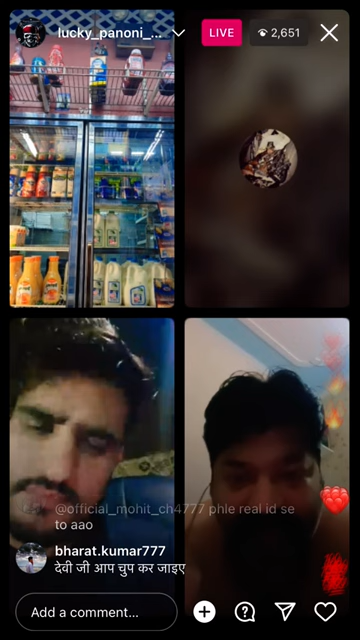 lucky_panoni_...
LIVE
2,651
@official_mohit_ch4777 phle real id se
to aao
bharat.kumar777
देवी जी आप चुप कर जाइए
Add a comment...